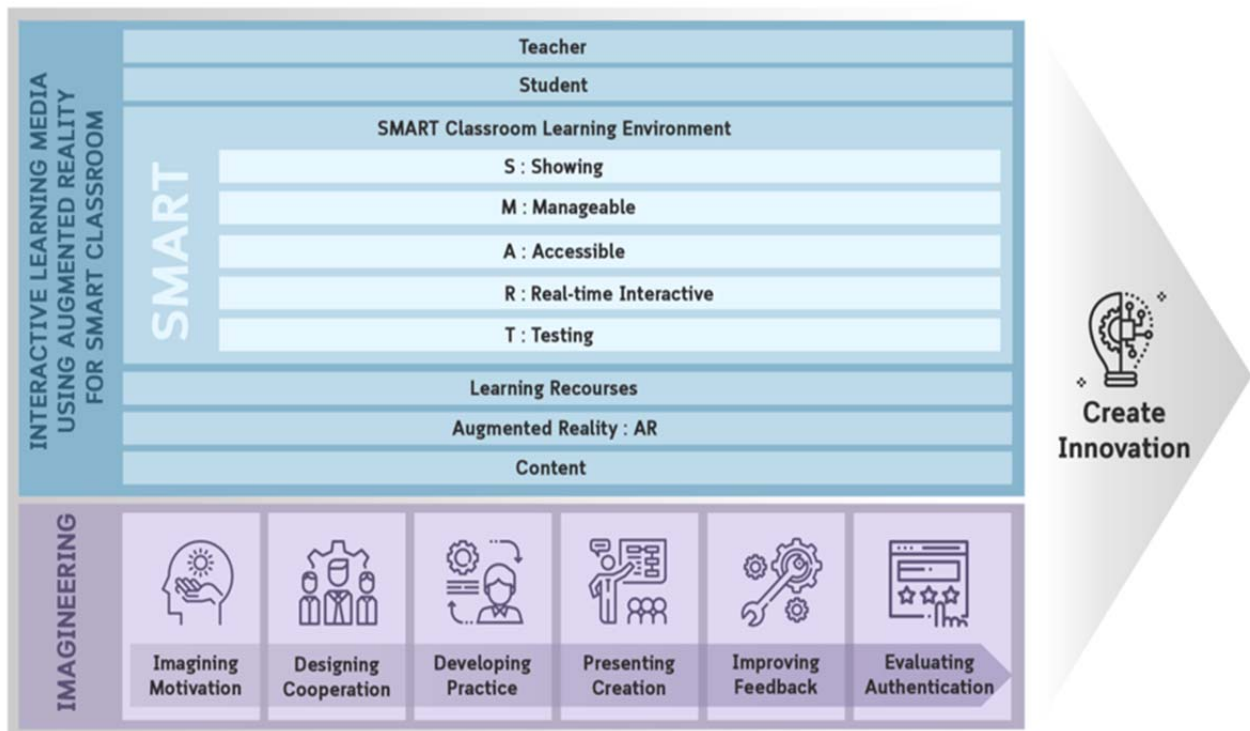 INTERACTIVE LEARNING MEDIA
USING AUGMENTED REALITY
FOR SMART CLASSROOM
Teacher
Student
SMART Classroom Learning Environment
SMART
S : Showing
M : Manageable
A : Accessible
R : Real-time Interactive
T : Testing
Learning Recourses
Augmented Reality : AR
Content
IMAGINEERING
Imagining
Motivation
Designing
Cooperation
Developing
Practice
Presenting
Creation
Improving
Feedback
Evaluating
Authentication
Create
Innovation